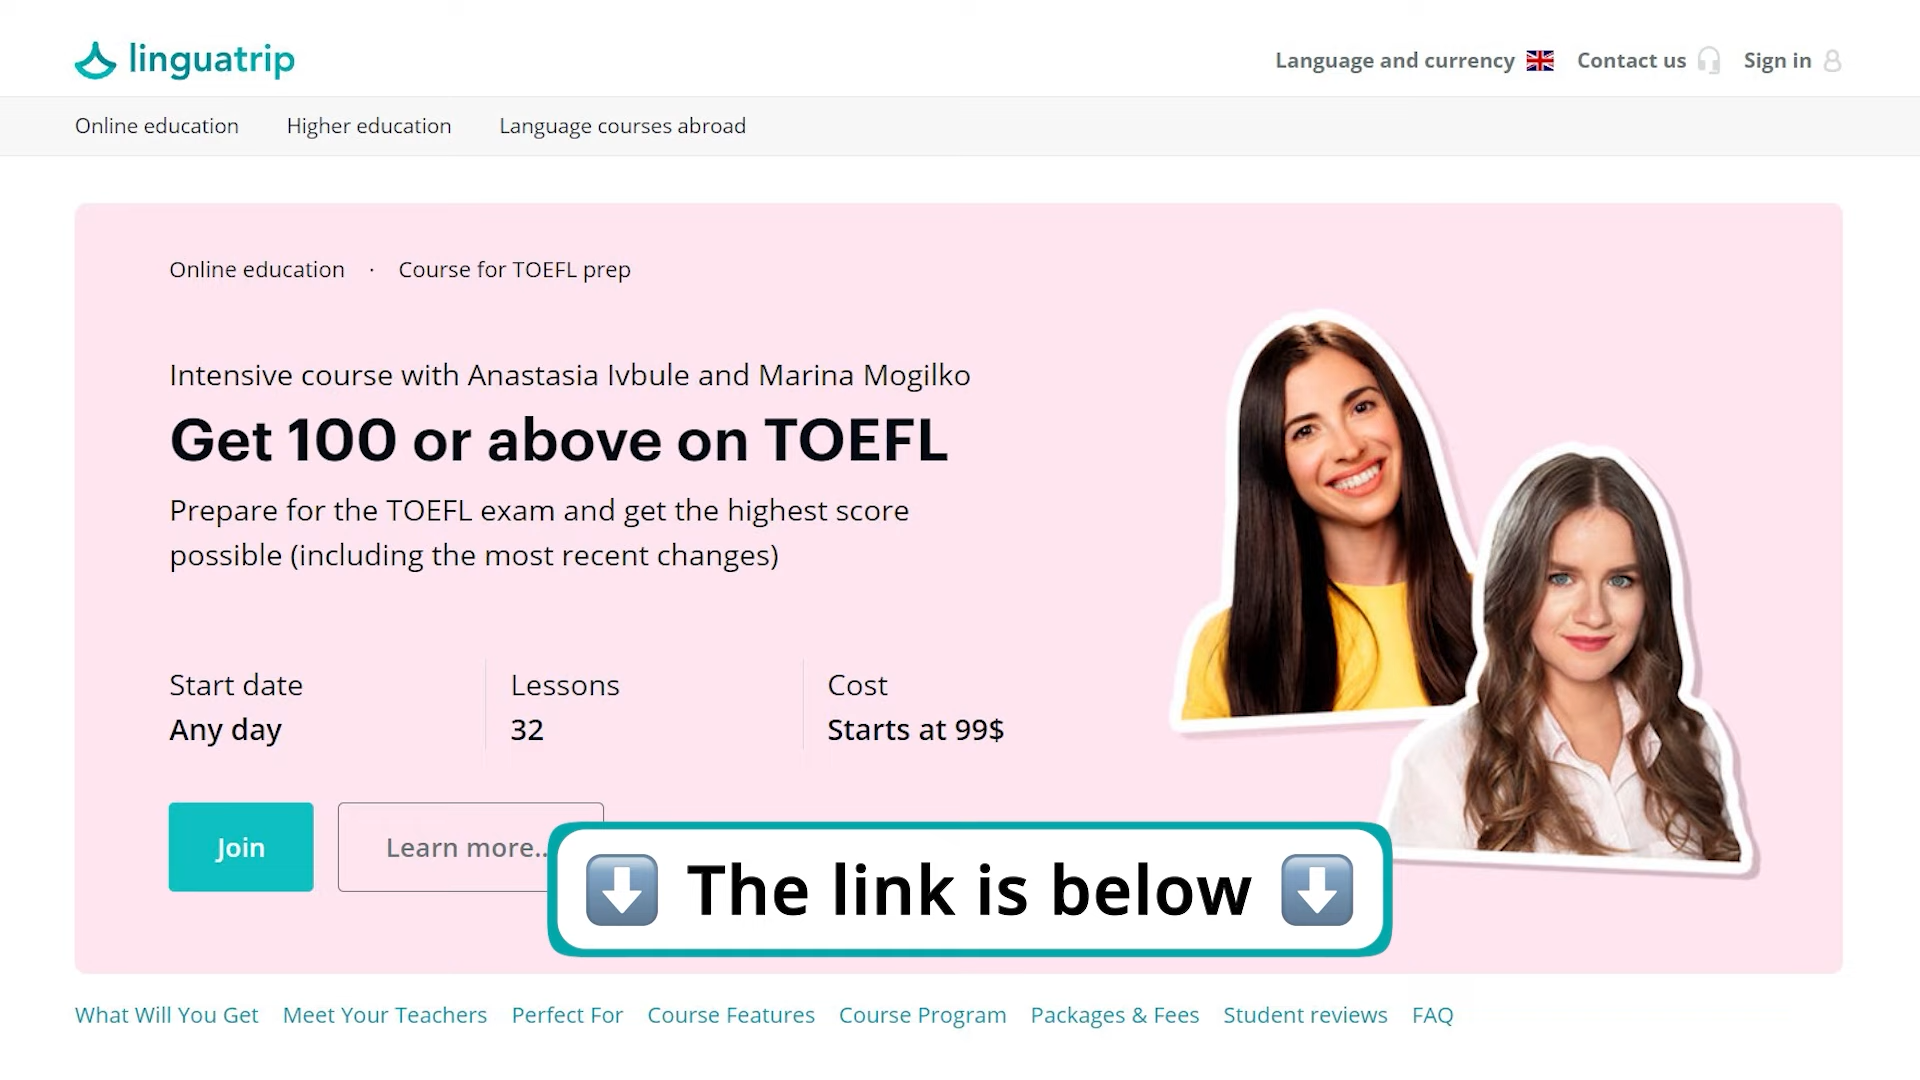 linguatrip
Language and currency
Contact us
Sign in
Online education
Higher education
Language courses abroad
Online education · Course for TOEFL prep
Intensive course with Anastasia Ivbule and Marina Mogilko
Get 100 or above on TOEFL
Prepare for the TOEFL exam and get the highest score
possible (including the most recent changes)
Start date
Any day
Lessons
32
Cost
Starts at 99$
Join
Learn more..
The link is below
What Will You Get
Meet Your Teachers
Perfect For
Course Features
Course Program
Packages & Fees
Student reviews
FAQ